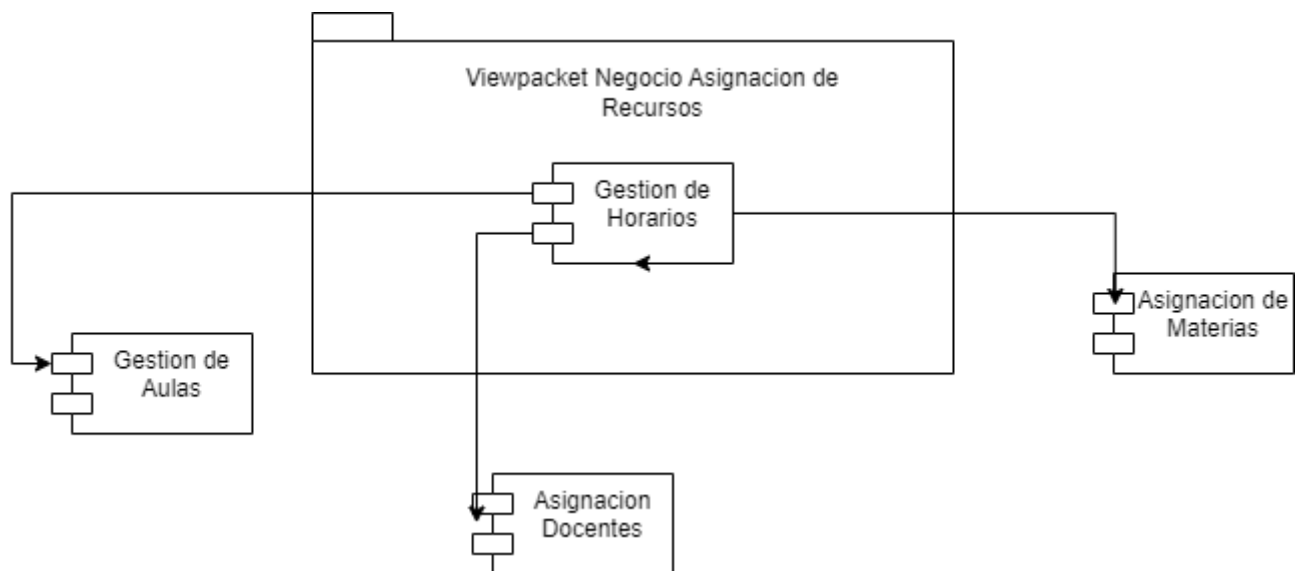 Viewpacket Negocio Asignacion de
Recursos
Gestion de
Horarios
Asignacion de
Materias
Gestion de
Aulas
Asignacion
Docentes